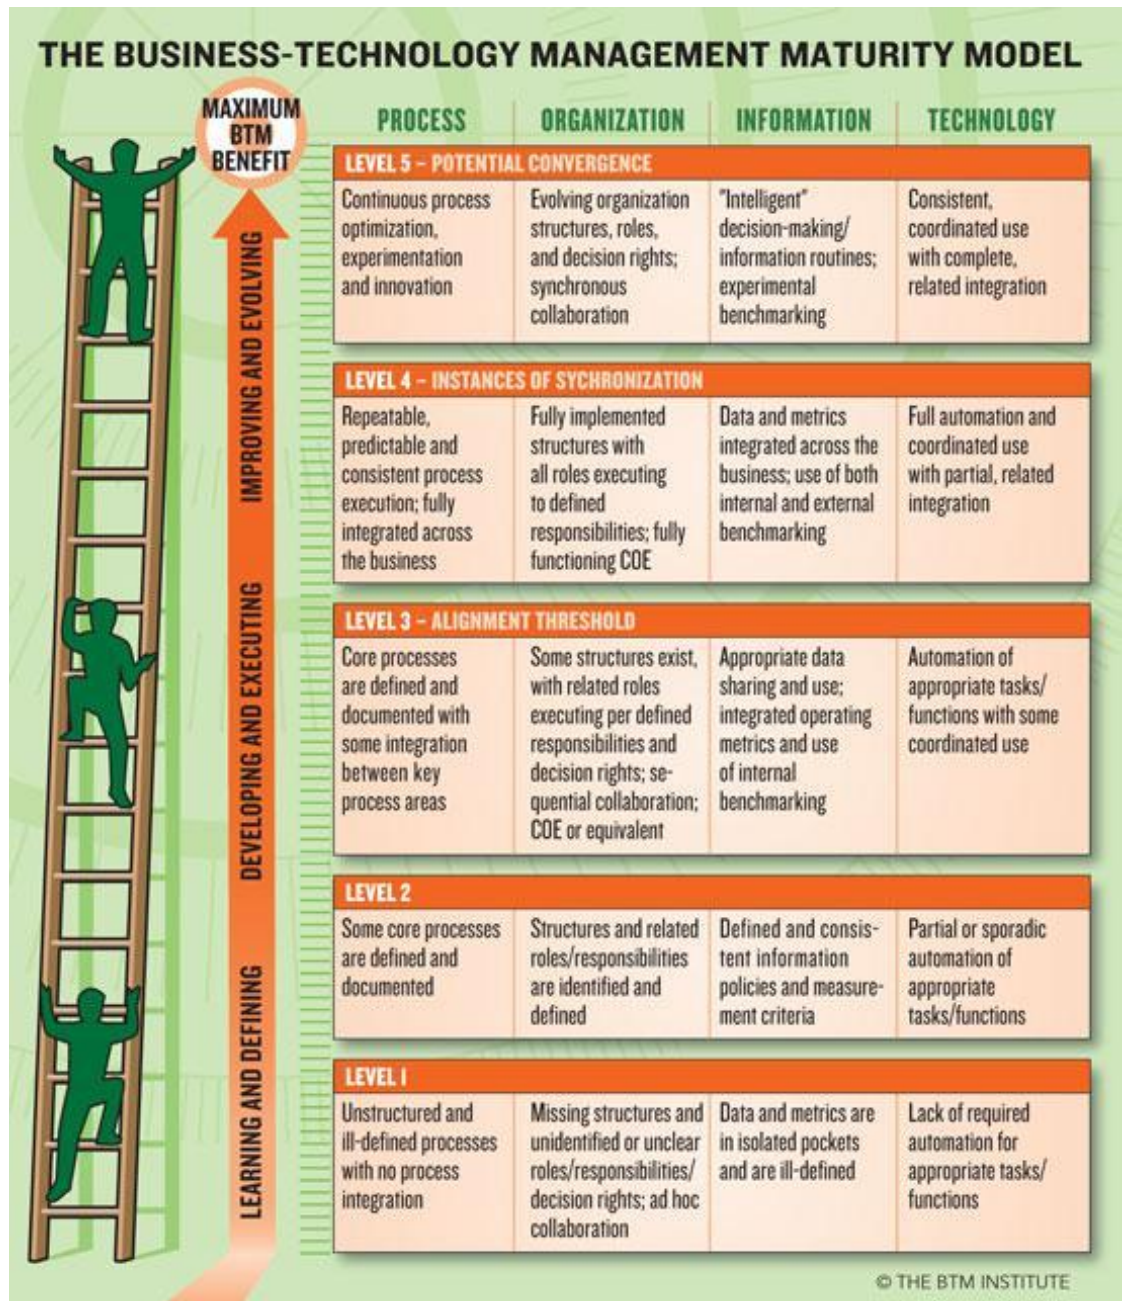 THE BUSINESS-TECHNOLOGY MANAGEMENT MATURITY MODEL
MAXIMUM
BTM
BENEFIT
IMPROVING AND EVOLVING
DEVELOPING AND EXECUTING
LEARNING AND DEFINING
PROCESS
ORGANIZATION
INFORMATION
TECHNOLOGY
LEVEL 5 – POTENTIAL CONVERGENCE
Continuous process
optimization,
experimentation
and innovation
Evolving organization
structures, roles,
and decision rights;
synchronous
collaboration
"Intelligent"
decision-making/
information routines;
experimental
benchmarking
Consistent,
coordinated use
with complete,
related integration
LEVEL 4 – INSTANCES OF SYCHRONIZATION
Repeatable,
predictable and
consistent process
execution; fully
integrated across
the business
Fully implemented
structures with
all roles executing
to defined
responsibilities; fully
functioning COE
Data and metrics
integrated across the
business; use of both
internal and external
benchmarking
Full automation and
coordinated use
with partial, related
integration
LEVEL 3 – ALIGNMENT THRESHOLD
Core processes
are defined and
documented with
some integration
between key
process areas
Some structures exist,
with related roles
executing per defined
responsibilities and
decision rights; se-
quential collaboration;
COE or equivalent
Appropriate data
sharing and use;
integrated operating
metrics and use
of internal
benchmarking
Automation of
appropriate tasks/
functions with some
coordinated use
LEVEL 2
Some core processes
are defined and
documented
Structures and related
roles/responsibilities
are identified and
defined
Defined and consis-
tent information
policies and measure-
ment criteria
Partial or sporadic
automation of
appropriate
tasks/functions
LEVEL I
Unstructured and
ill-defined processes
with no process
integration
Missing structures and
unidentified or unclear
roles/responsibilities/
decision rights; ad hoc
collaboration
Data and metrics are
in isolated pockets
and are ill-defined
Lack of required
automation for
appropriate tasks/
functions
© THE BTM INSTITUTE